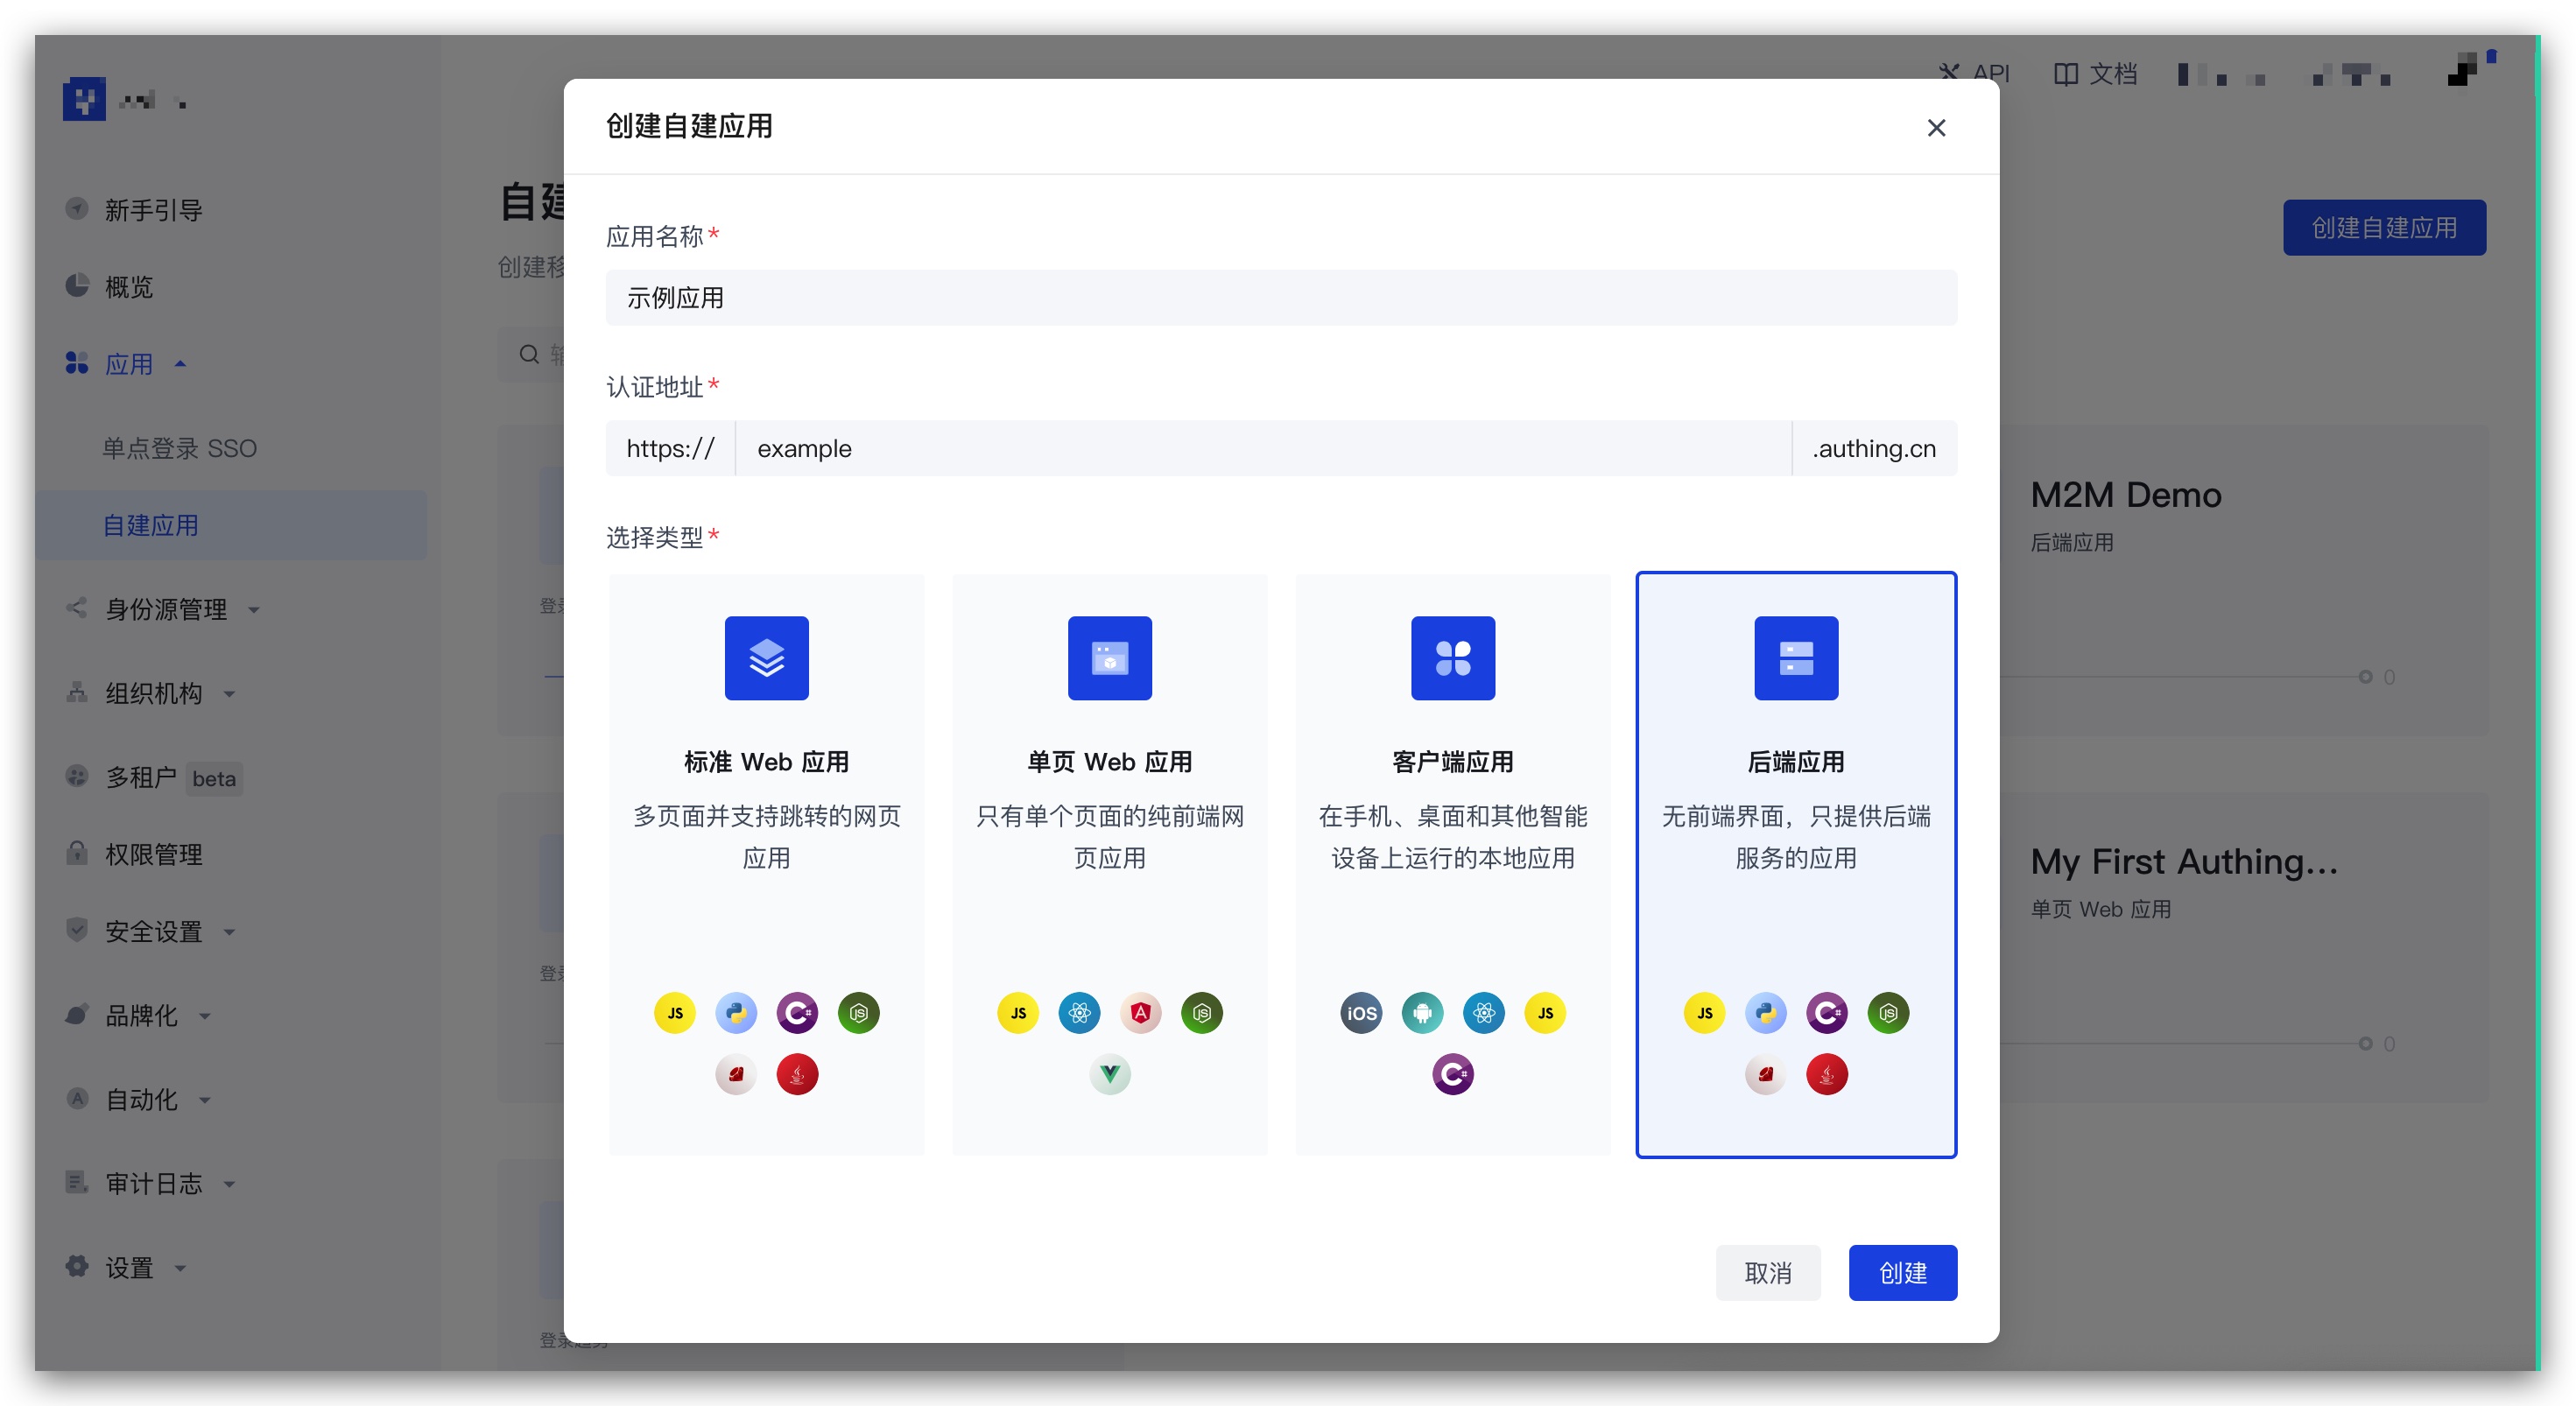 API
文档
新手引导
概览
应用
单点登录 SSO
自建应用
身份源管理
组织机构
多租户 beta
权限管理
安全设置
品牌化
自动化
审计日志
设置
自建
创建移
创建自建应用
M2M Demo
后端应用
0
My First Authing...
单页 Web 应用
0
创建自建应用
应用名称*
示例应用
认证地址*
https:// example .authing.cn
选择类型*
标准 Web 应用
多页面并支持跳转的网页
应用
JS
JS
单页 Web 应用
只有单个页面的纯前端网
页应用
JS
A
JS
客户端应用
在手机、桌面和其他智能
设备上运行的本地应用
iOS
JS
后端应用
无前端界面，只提供后端
服务的应用
JS
JS
取消
创建